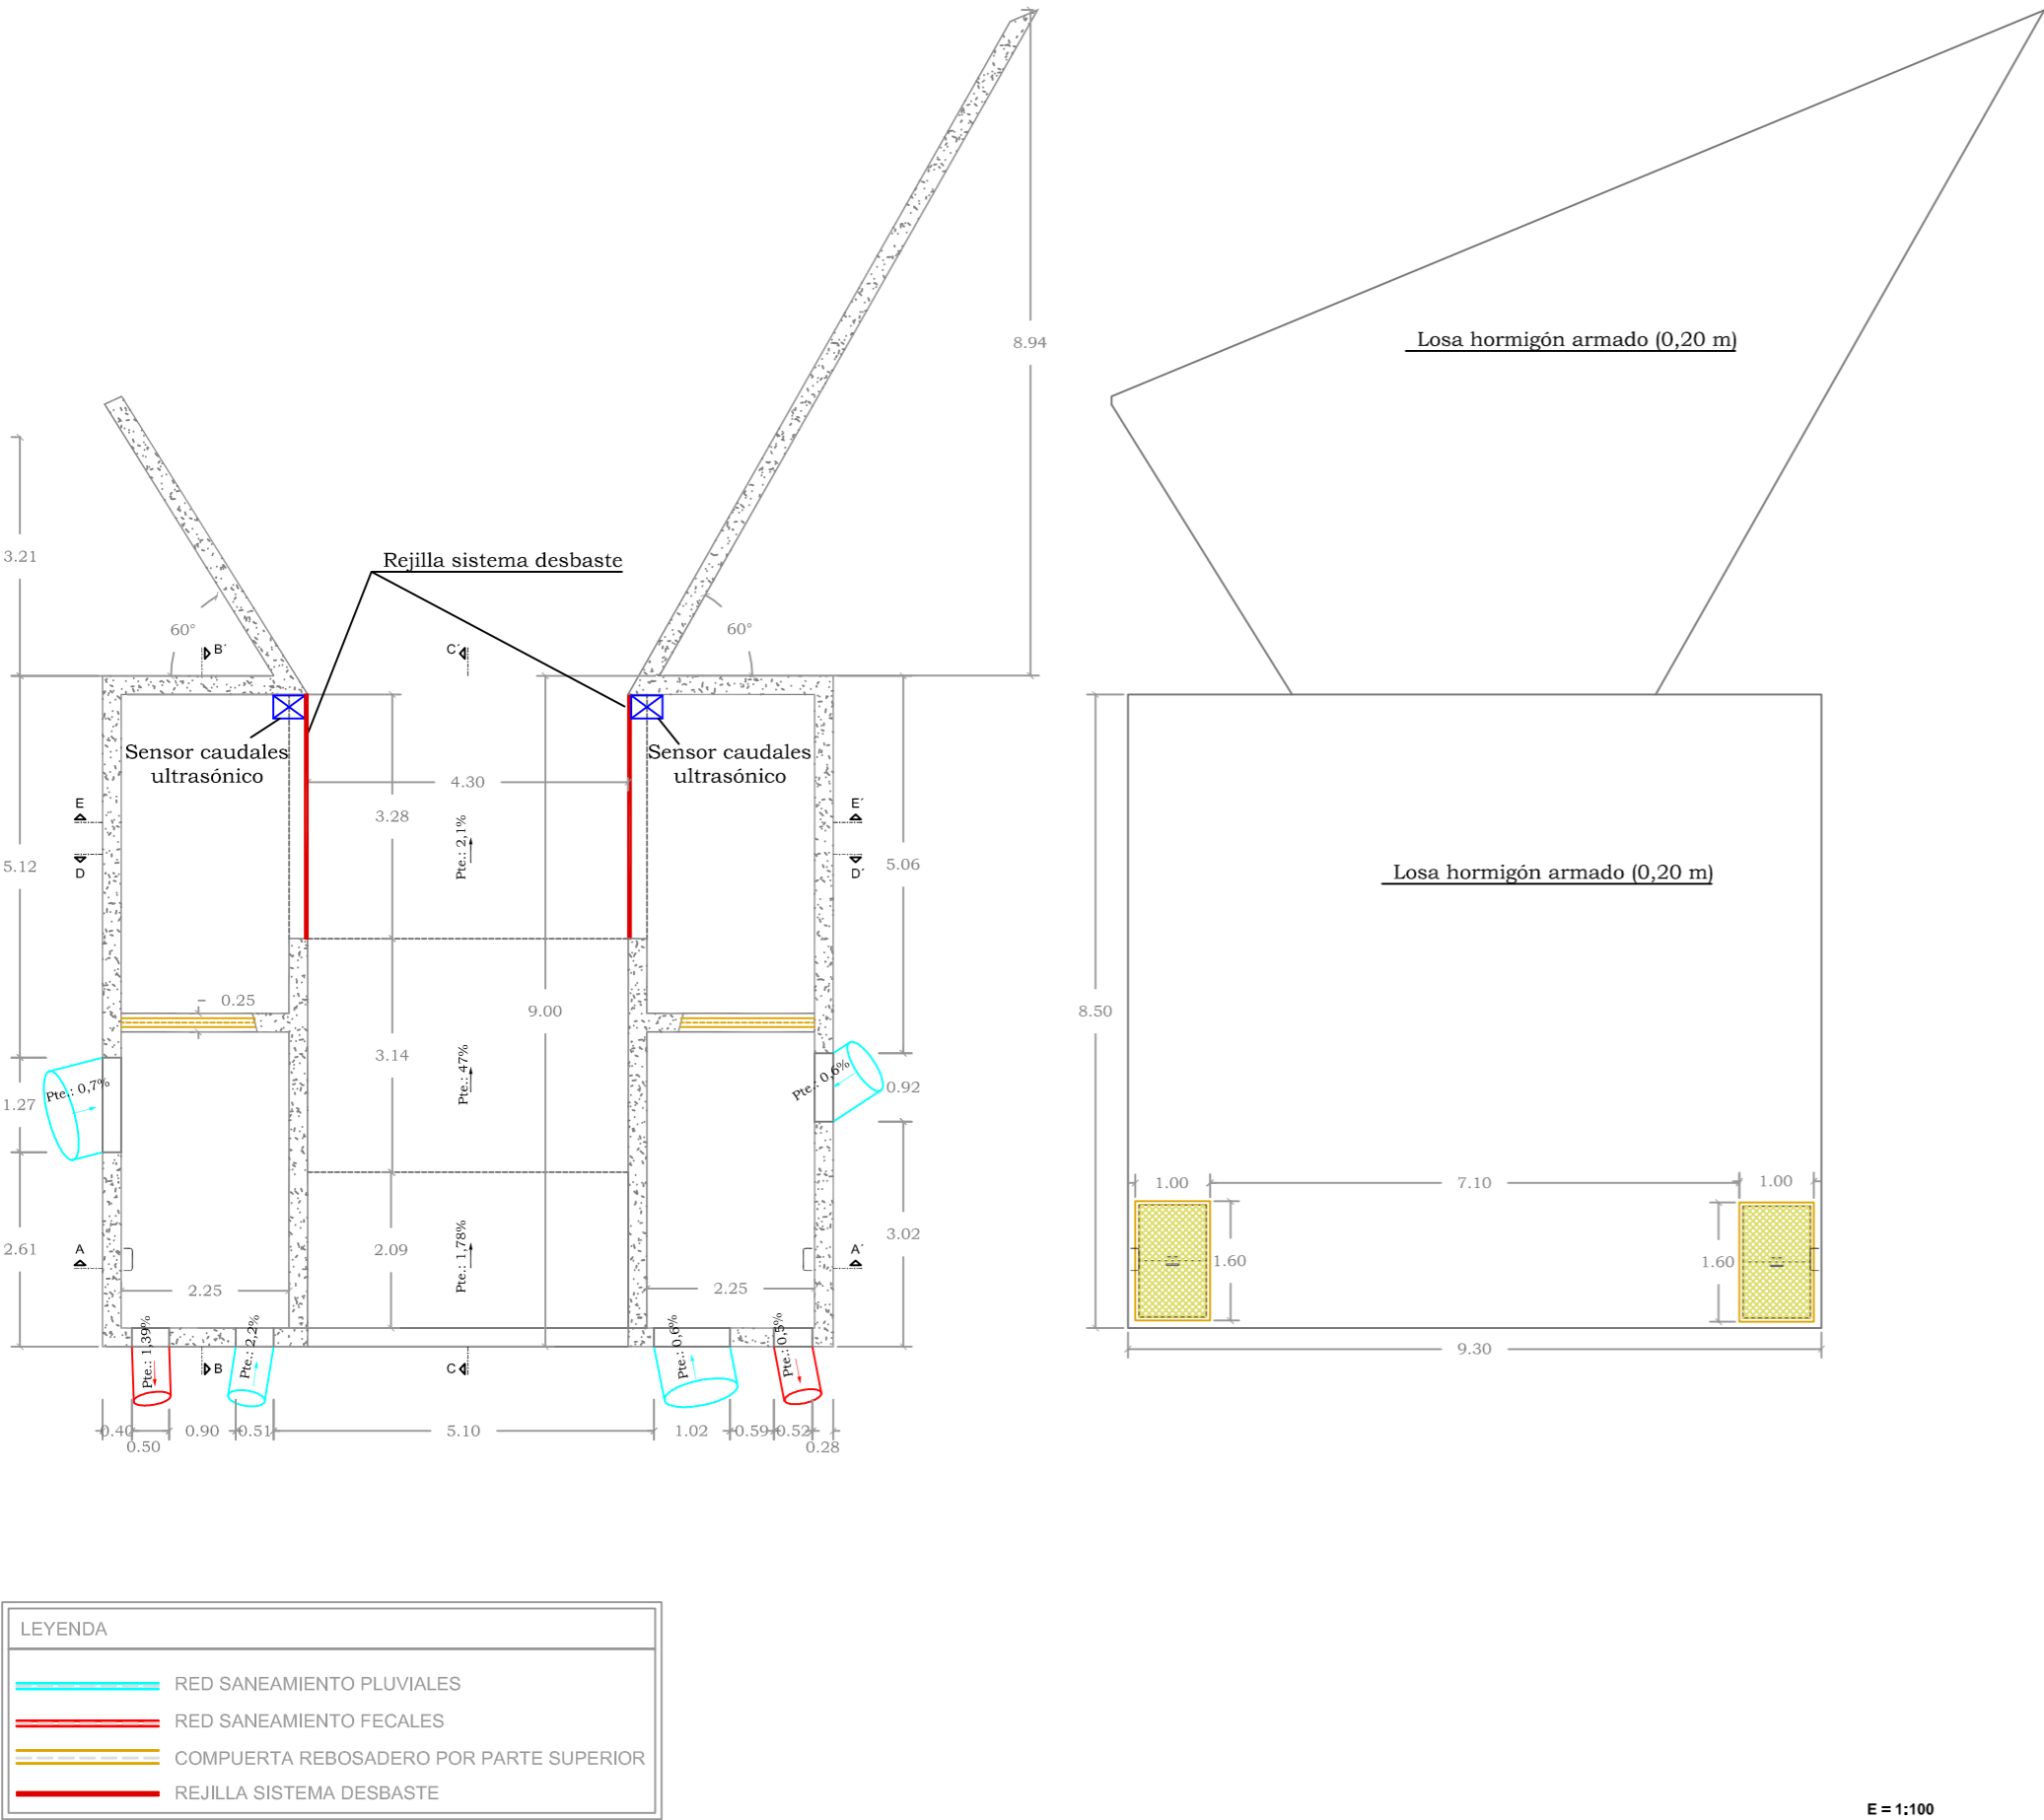 8.94
Losa hormigón armado (0,20 m)
3.21
Rejilla sistema desbaste
60°
60°
B´
C´
Sensor caudales
ultrasónico
Sensor caudales
ultrasónico
4.30
3.28
Pte.: 2,1%
E
E´
5.12
5.06
D
D´
Losa hormigón armado (0,20 m)
0.25
9.00
8.50
3.14
Pte.: 47%
Pte.: 0,7%
Pte.: 0,6%
1.27
0.92
1.00
7.10
1.00
2.61
A
2.09
Pte.: 1,78%
3.02
A´
1.60
1.60
2.25
2.25
Pte.: 1,39%
Pte.: 2,2%
Pte.: 0,6%
Pte.: 0,5%
B
C
9.30
0.40
0.50
0.90
0.51
5.10
1.02
0.59
0.52
0.28
LEYENDA
RED SANEAMIENTO PLUVIALES
RED SANEAMIENTO FECALES
COMPUERTA REBOSADERO POR PARTE SUPERIOR
REJILLA SISTEMA DESBASTE
E = 1:100